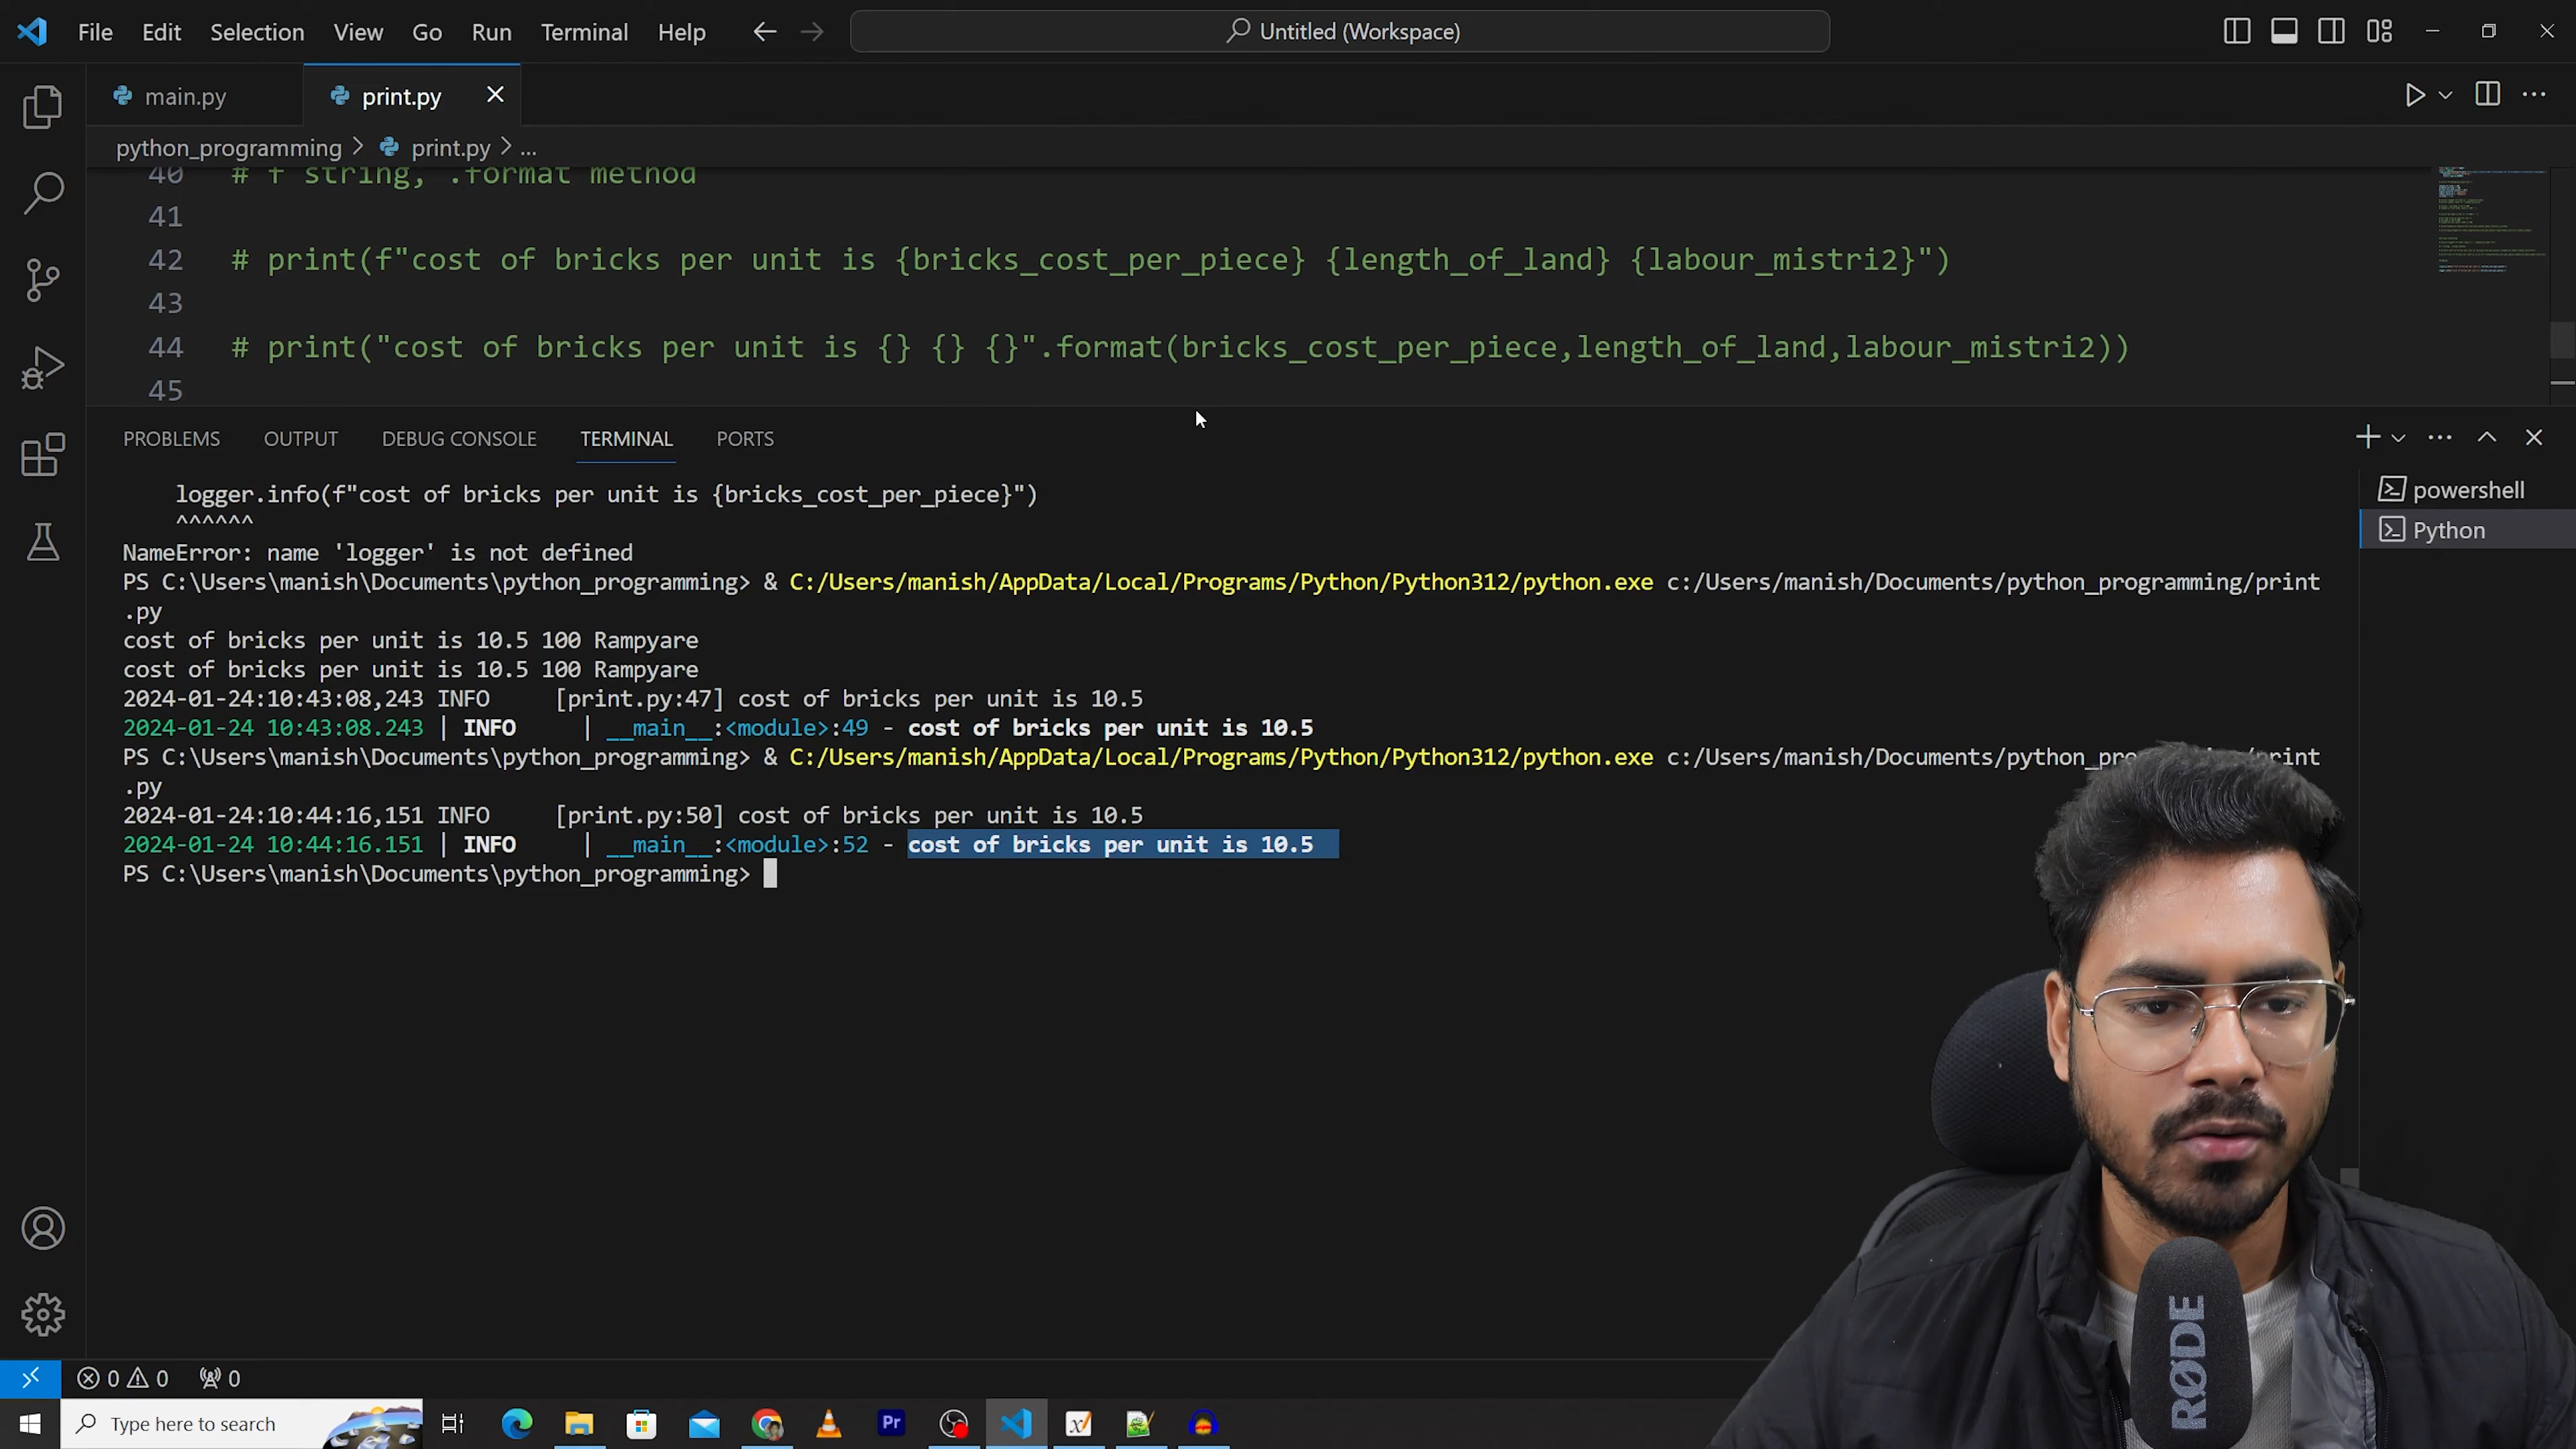 File Edit Selection View Go Run Terminal Help Untitled (Workspace)
main.py print.py
python_programming > print.py > ...
40 # f string, .format method
41
42 # print(f"cost of bricks per unit is {bricks_cost_per_piece} {length_of_land} {labour_mistri2}")
43
44 # print("cost of bricks per unit is {} {} {}".format(bricks_cost_per_piece,length_of_land,labour_mistri2))
45
PROBLEMS OUTPUT DEBUG CONSOLE TERMINAL PORTS
powershell
Python
logger.info(f"cost of bricks per unit is {bricks_cost_per_piece}")
^^^^^^
NameError: name 'logger' is not defined
PS C:\Users\manish\Documents\python_programming> & C:/Users/manish/AppData/Local/Programs/Python/Python312/python.exe c:/Users/manish/Documents/python_programming/print
.py
cost of bricks per unit is 10.5 100 Rampyare
cost of bricks per unit is 10.5 100 Rampyare
2024-01-24:10:43:08,243 INFO [print.py:47] cost of bricks per unit is 10.5
2024-01-24 10:43:08.243 | INFO | __main__:<module>:49 - cost of bricks per unit is 10.5
PS C:\Users\manish\Documents\python_programming> & C:/Users/manish/AppData/Local/Programs/Python/Python312/python.exe c:/Users/manish/Documents/python_programming/print
.py
2024-01-24:10:44:16,151 INFO [print.py:50] cost of bricks per unit is 10.5
2024-01-24 10:44:16.151 | INFO | __main__:<module>:52 - cost of bricks per unit is 10.5
PS C:\Users\manish\Documents\python_programming>
RØDE
0 0 0
Type here to search
Pr